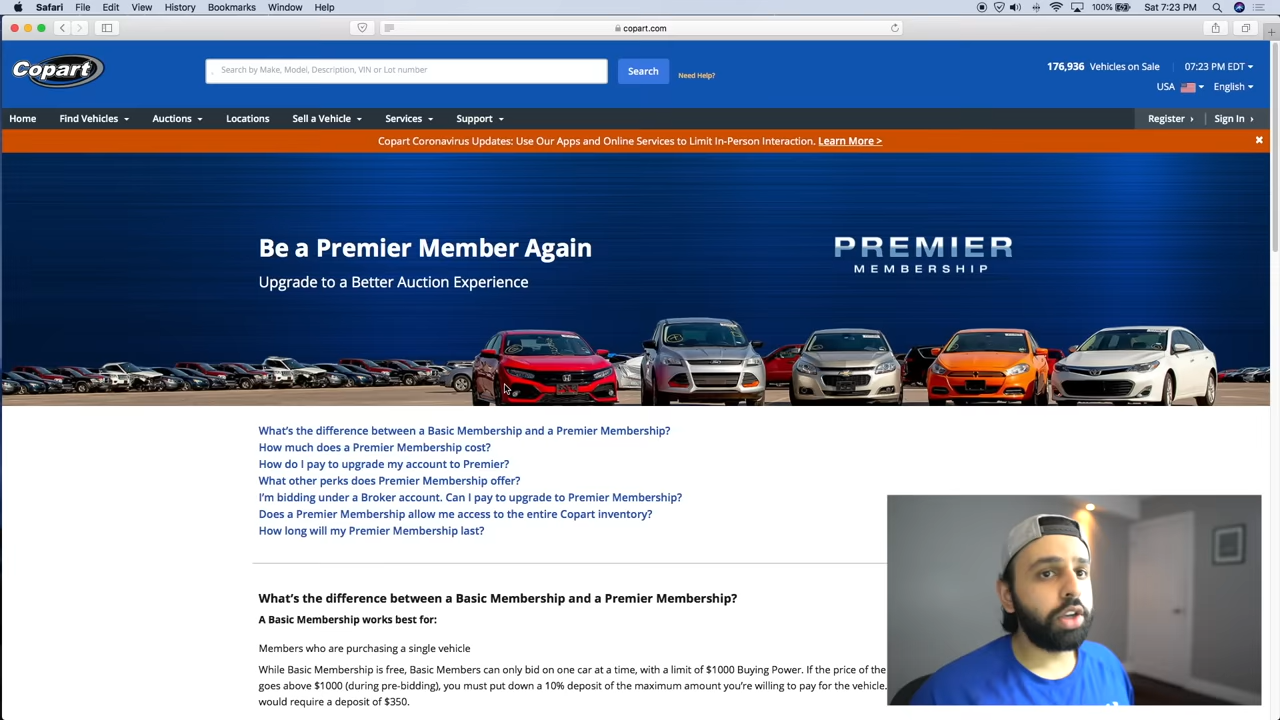 Safari File Edit View History Bookmarks Window Help 100% Sat 7:23 PM
copart.com
Copart Search by Make, Model, Description, VIN or Lot number Search Need Help? 176,936 Vehicles on Sale 07:23 PM EDT
USA English
Home Find Vehicles Auctions Locations Sell a Vehicle Services Support Register Sign In
Copart Coronavirus Updates: Use Our Apps and Online Services to Limit In-Person Interaction. Learn More >
Be a Premier Member Again
Upgrade to a Better Auction Experience
PREMIER
MEMBERSHIP
What's the difference between a Basic Membership and a Premier Membership?
How much does a Premier Membership cost?
How do I pay to upgrade my account to Premier?
What other perks does Premier Membership offer?
I'm bidding under a Broker account. Can I pay to upgrade to Premier Membership?
Does a Premier Membership allow me access to the entire Copart inventory?
How long will my Premier Membership last?
What's the difference between a Basic Membership and a Premier Membership?
A Basic Membership works best for:
Members who are purchasing a single vehicle
While Basic Membership is free, Basic Members can only bid on one car at a time, with a limit of $1000 Buying Power. If the price of the
goes above $1000 (during pre-bidding), you must put down a 10% deposit of the maximum amount you're willing to pay for the vehicle.
would require a deposit of $350.